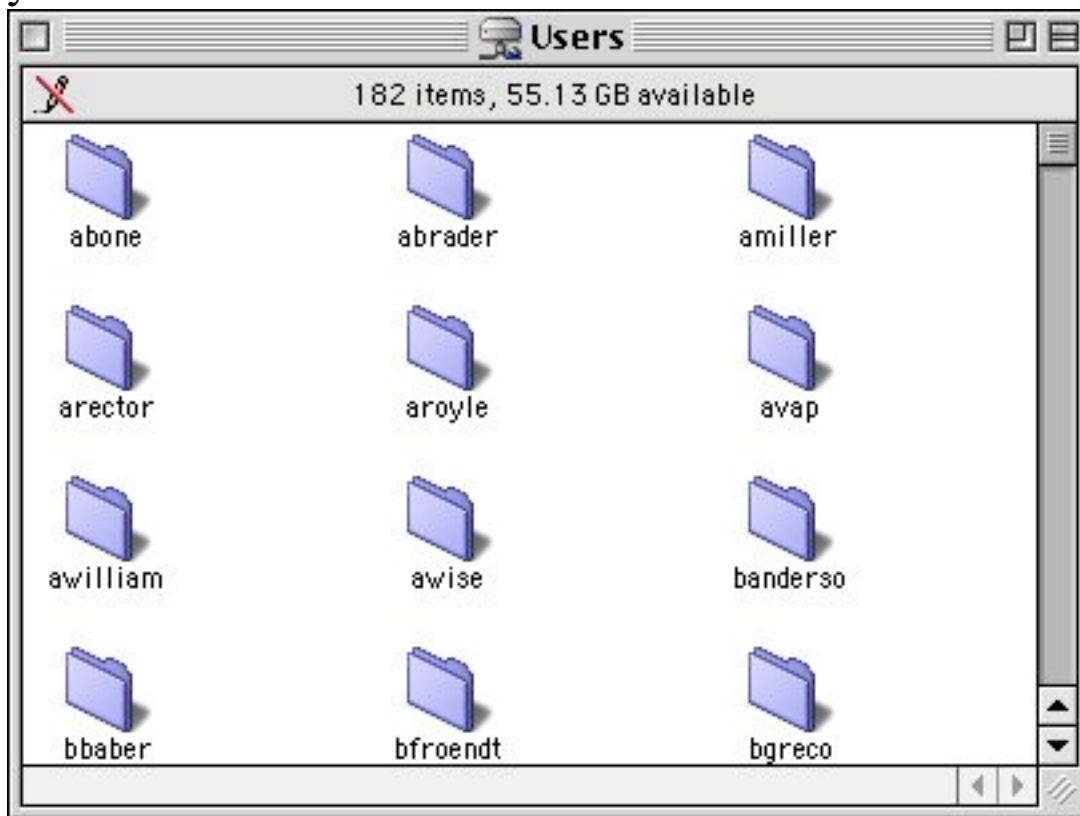 Users
182 items, 55.13 GB available
abone abrader amiller
arector aroyle avap
awilliam awise banderso
bbaber bfroendt bgreco